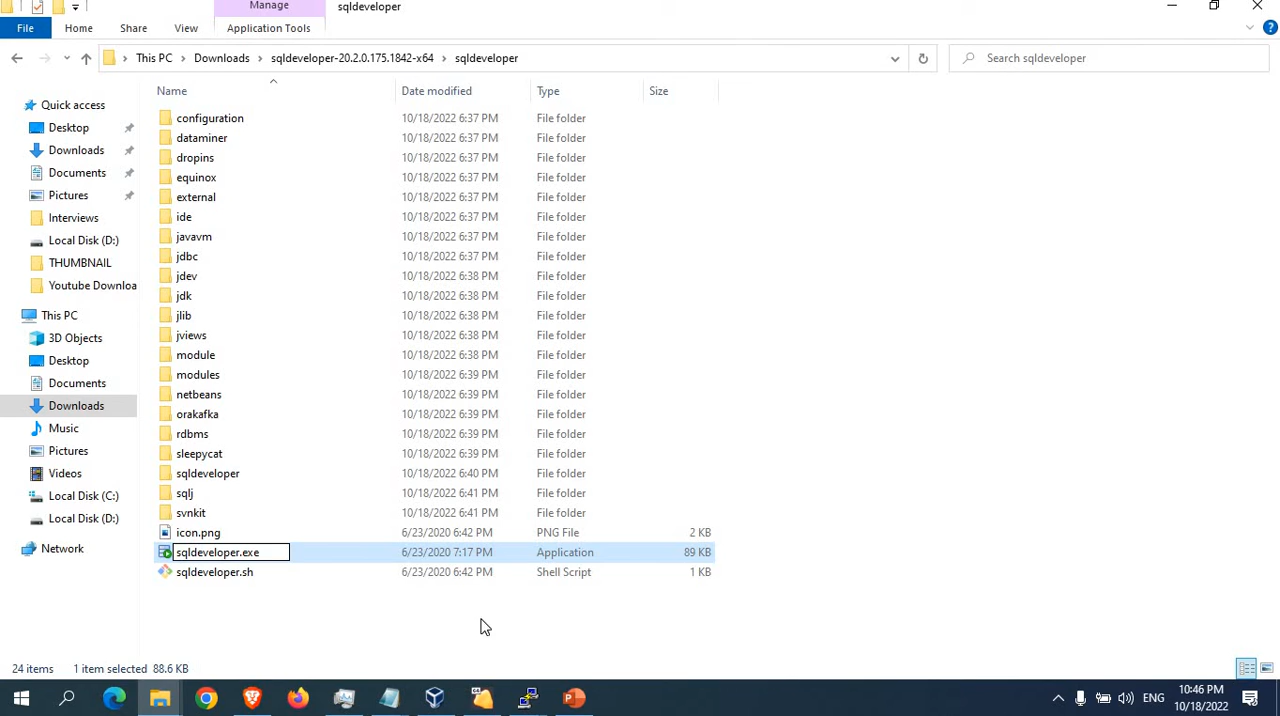 Manage
sqldeveloper
File
Home
Share
View
Application Tools
This PC
Downloads
sqldeveloper-20.2.0.175.1842-x64
sqldeveloper
Search sqldeveloper
Name
Date modified
Type
Size
Quick access
Desktop
Downloads
Documents
Pictures
Interviews
Local Disk (D:)
THUMBNAIL
Youtube Downloa
This PC
3D Objects
Desktop
Documents
Downloads
Music
Pictures
Videos
Local Disk (C:)
Local Disk (D:)
Network
configuration 10/18/2022 6:37 PM File folder
dataminer 10/18/2022 6:37 PM File folder
dropins 10/18/2022 6:37 PM File folder
equinox 10/18/2022 6:37 PM File folder
external 10/18/2022 6:37 PM File folder
ide 10/18/2022 6:37 PM File folder
javavm 10/18/2022 6:37 PM File folder
jdbc 10/18/2022 6:37 PM File folder
jdev 10/18/2022 6:38 PM File folder
jdk 10/18/2022 6:38 PM File folder
jlib 10/18/2022 6:38 PM File folder
jviews 10/18/2022 6:38 PM File folder
module 10/18/2022 6:38 PM File folder
modules 10/18/2022 6:39 PM File folder
netbeans 10/18/2022 6:39 PM File folder
orakafka 10/18/2022 6:39 PM File folder
rdbms 10/18/2022 6:39 PM File folder
sleepycat 10/18/2022 6:39 PM File folder
sqldeveloper 10/18/2022 6:40 PM File folder
sqlj 10/18/2022 6:41 PM File folder
svnkit 10/18/2022 6:41 PM File folder
icon.png 6/23/2020 6:42 PM PNG File 2 KB
sqldeveloper.exe 6/23/2020 7:17 PM Application 89 KB
sqldeveloper.sh 6/23/2020 6:42 PM Shell Script 1 KB
24 items 1 item selected 88.6 KB
ENG
10:46 PM
10/18/2022